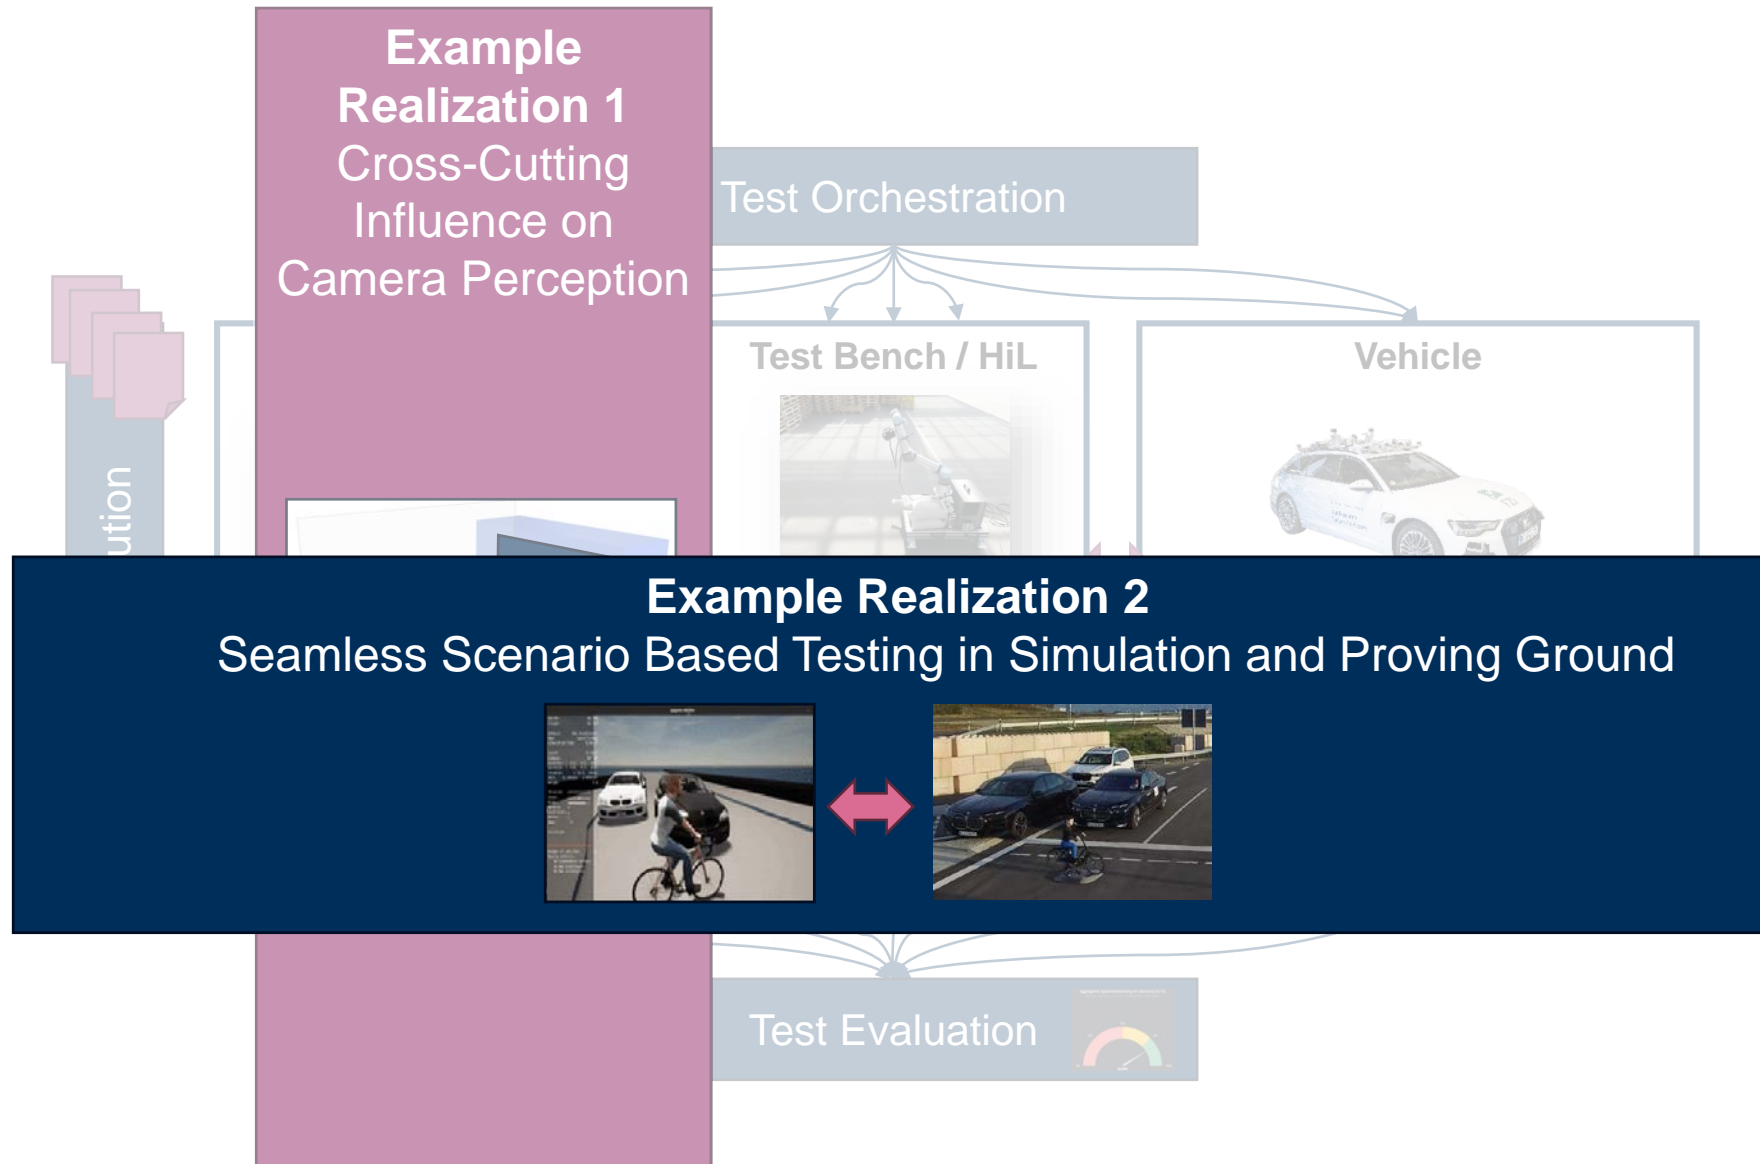 Example
Realization 1
Cross-Cutting
Influence on
Camera Perception
Test Orchestration
Test Bench / HiL
Vehicle
ution
Example Realization 2
Seamless Scenario Based Testing in Simulation and Proving Ground
Test Evaluation